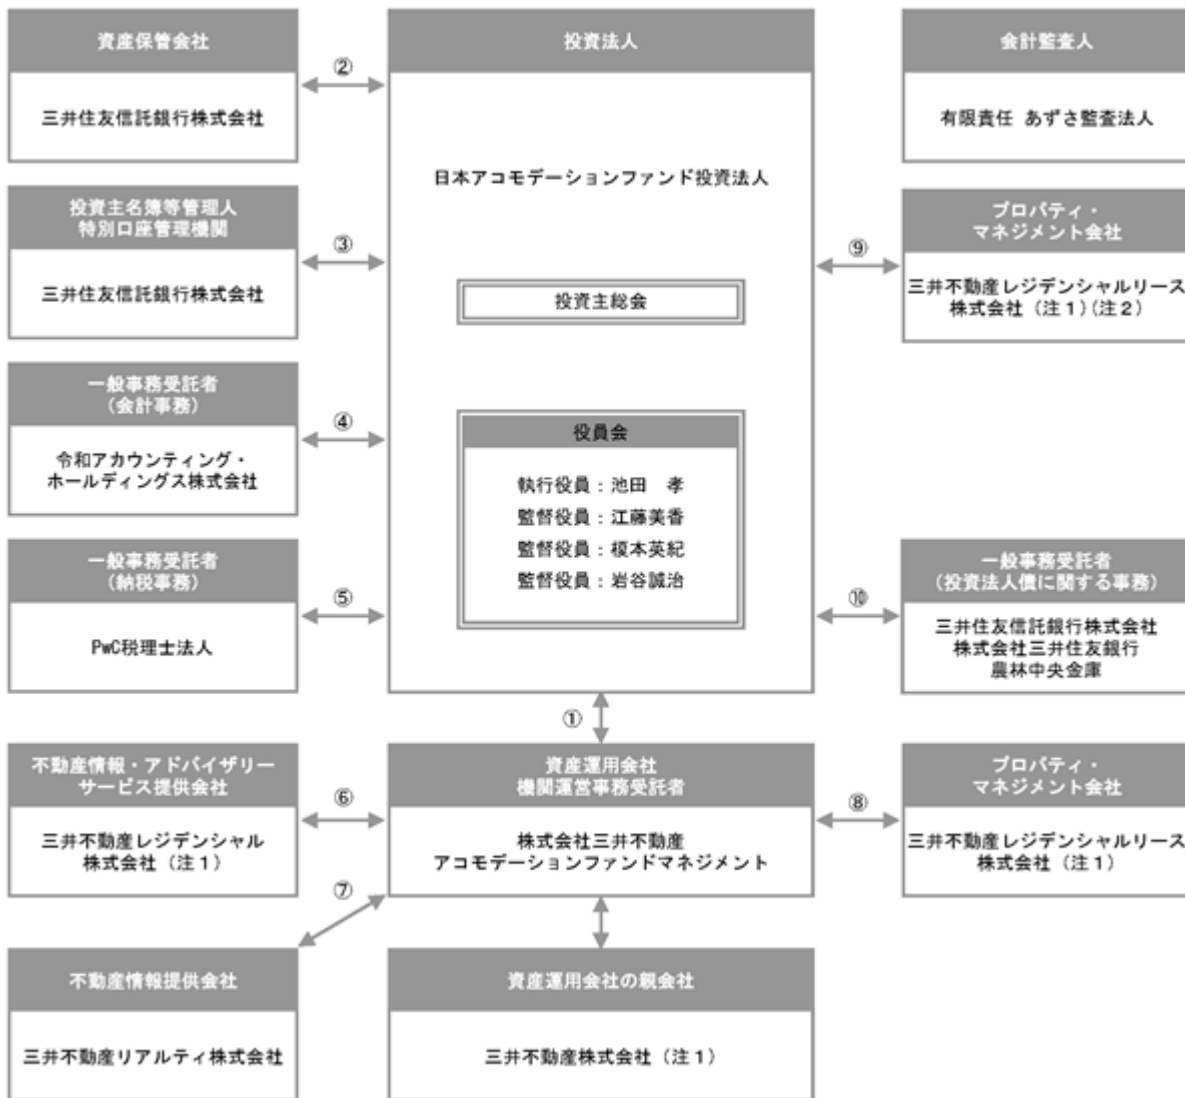 資産保管会社
三井住友信託銀行株式会社
②
投資法人
日本アコモデーションファンド投資法人
投資主総会
役員会
執行役員：池田　孝
監督役員：江藤美香
監督役員：榎本英紀
監督役員：岩谷誠治
会計監査人
有限責任 あずさ監査法人
投資主名簿等管理人
特別口座管理機関
三井住友信託銀行株式会社
③
プロパティ・
マネジメント会社
三井不動産レジデンシャルリース
株式会社（注１）（注２）
⑨
一般事務受託者
（会計事務）
令和アカウンティング・
ホールディングス株式会社
④
一般事務受託者
（納税事務）
PwC税理士法人
⑤
一般事務受託者
（投資法人債に関する事務）
三井住友信託銀行株式会社
株式会社三井住友銀行
農林中央金庫
⑩
①
不動産情報・アドバイザリー
サービス提供会社
三井不動産レジデンシャル
株式会社（注１）
⑥
資産運用会社
機関運営事務受託者
株式会社三井不動産
アコモデーションファンドマネジメント
⑧
プロパティ・
マネジメント会社
三井不動産レジデンシャルリース
株式会社（注１）
⑦
不動産情報提供会社
三井不動産リアルティ株式会社
資産運用会社の親会社
三井不動産株式会社（注１）